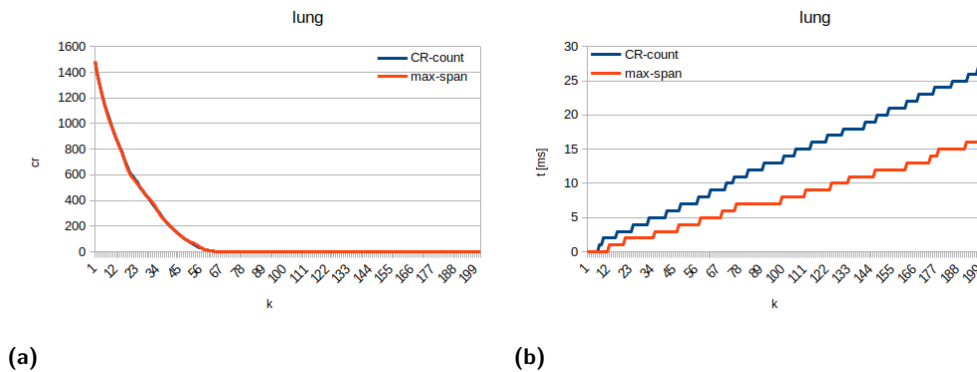 lung
1600
1400
1200
1000
800
600
400
200
0
cr
CR-count
max-span
1 12 23 34 45 56 67 78 89 100 111 122 133 144 155 166 177 188 199
k
(a)
lung
30
25
20
15
10
5
0
t [ms]
CR-count
max-span
1 12 23 34 45 56 67 78 89 100 111 122 133 144 155 166 177 188 199
k
(b)